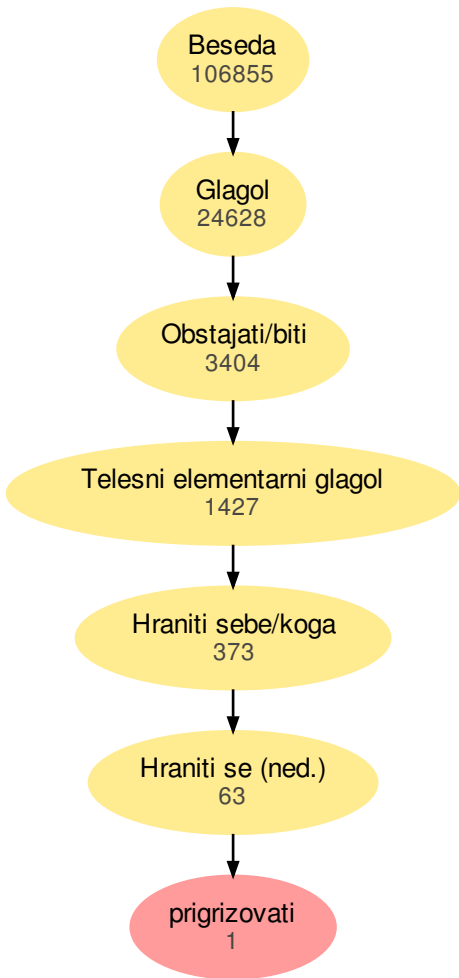 Beseda
106855
Glagol
24628
Obstajati/biti
3404
Telesni elementarni glagol
1427
Hraniti sebe/koga
373
Hraniti se (ned.)
63
prigrizovati
1